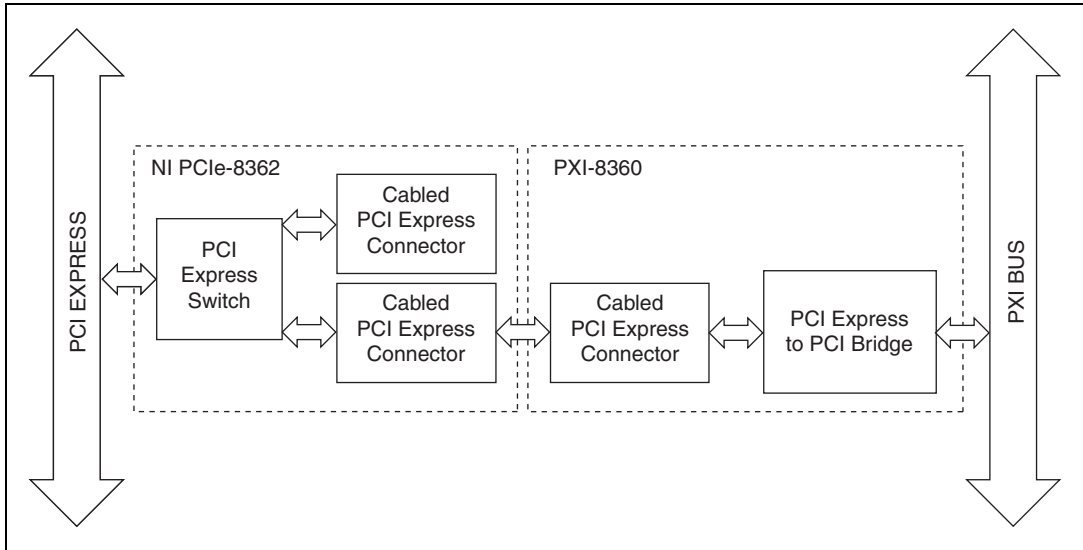 PCI EXPRESS
NI PCIe-8362
PCI
Express
Switch
Cabled
PCI Express
Connector
Cabled
PCI Express
Connector
PXI-8360
Cabled
PCI Express
Connector
PCI Express
to PCI Bridge
PXI BUS